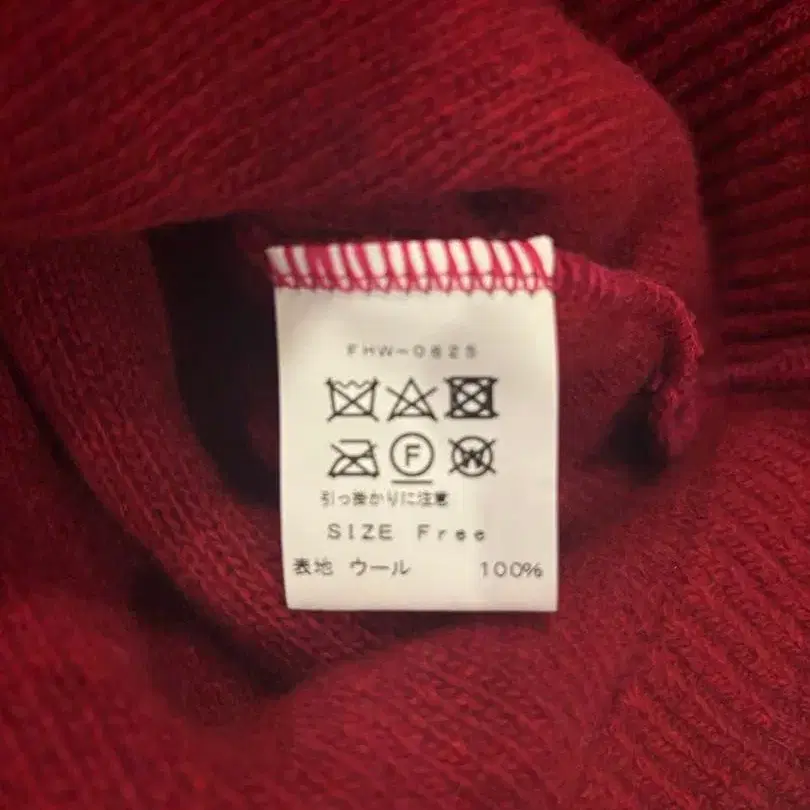 FHW-0825
F
W
引っ掛かりに注意
SIZE Free
表地 ウール 100%